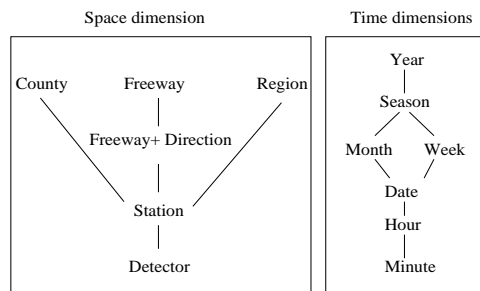 Space dimension
Time dimensions
County Freeway Region
Freeway+ Direction
Station
Detector
Year
Season
Month Week
Date
Hour
Minute